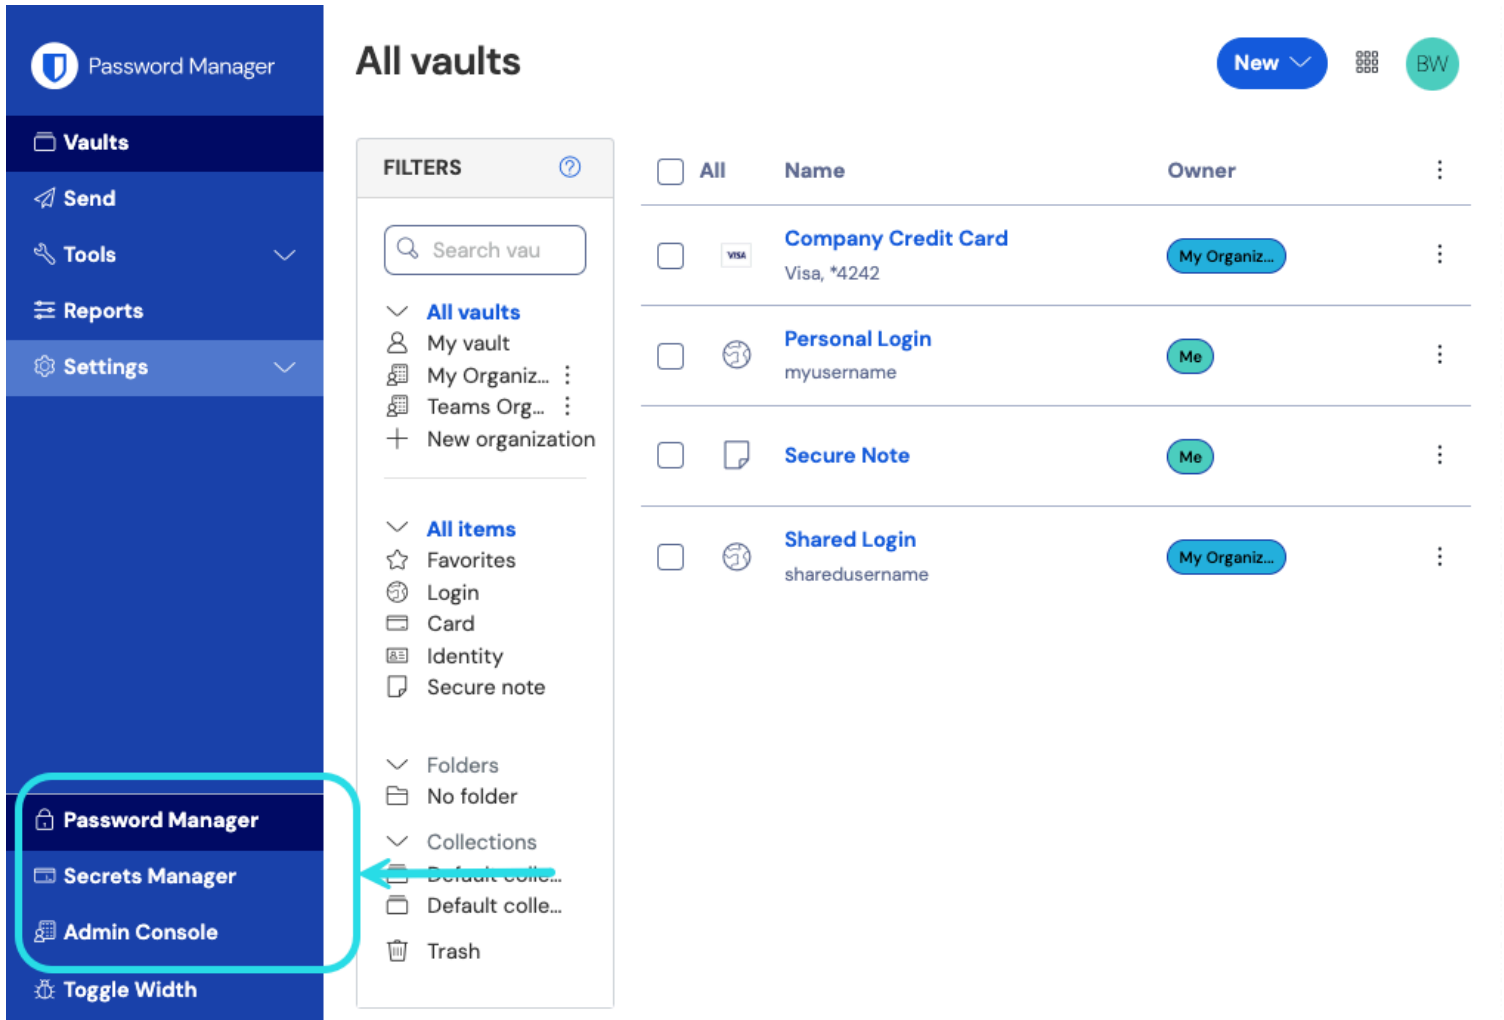 Password Manager
Vaults
Send
Tools
Reports
Settings
Password Manager
Secrets Manager
Admin Console
Toggle Width
All vaults
New
BW
FILTERS
?
Search vau
All vaults
My vault
My Organiz...
Teams Org...
New organization
All items
Favorites
Login
Card
Identity
Secure note
Folders
No folder
Collections
Default colle...
Default colle...
Trash
All Name Owner
VISA
Company Credit Card
Visa, *4242
My Organiz...
Personal Login
myusername
Me
Secure Note
Me
Shared Login
sharedusername
My Organiz...